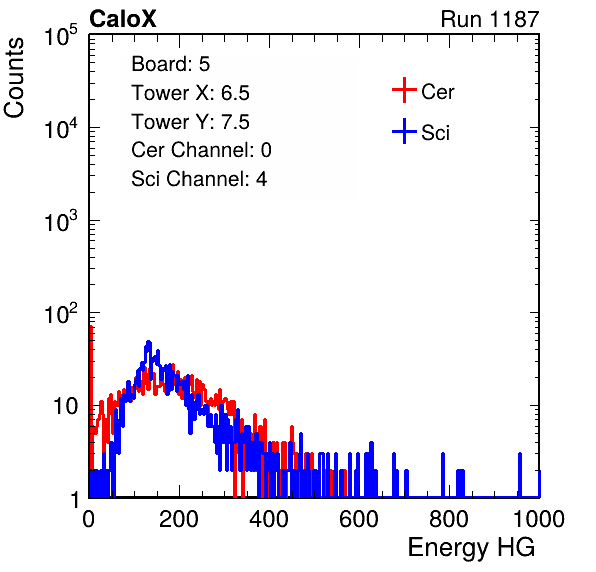 CaloX Run 1187
Counts
10^5
10^4
10^3
10^2
10
1
Board: 5
Tower X: 6.5
Tower Y: 7.5
Cer Channel: 0
Sci Channel: 4
Cer
Sci
0 200 400 600 800 1000
Energy HG